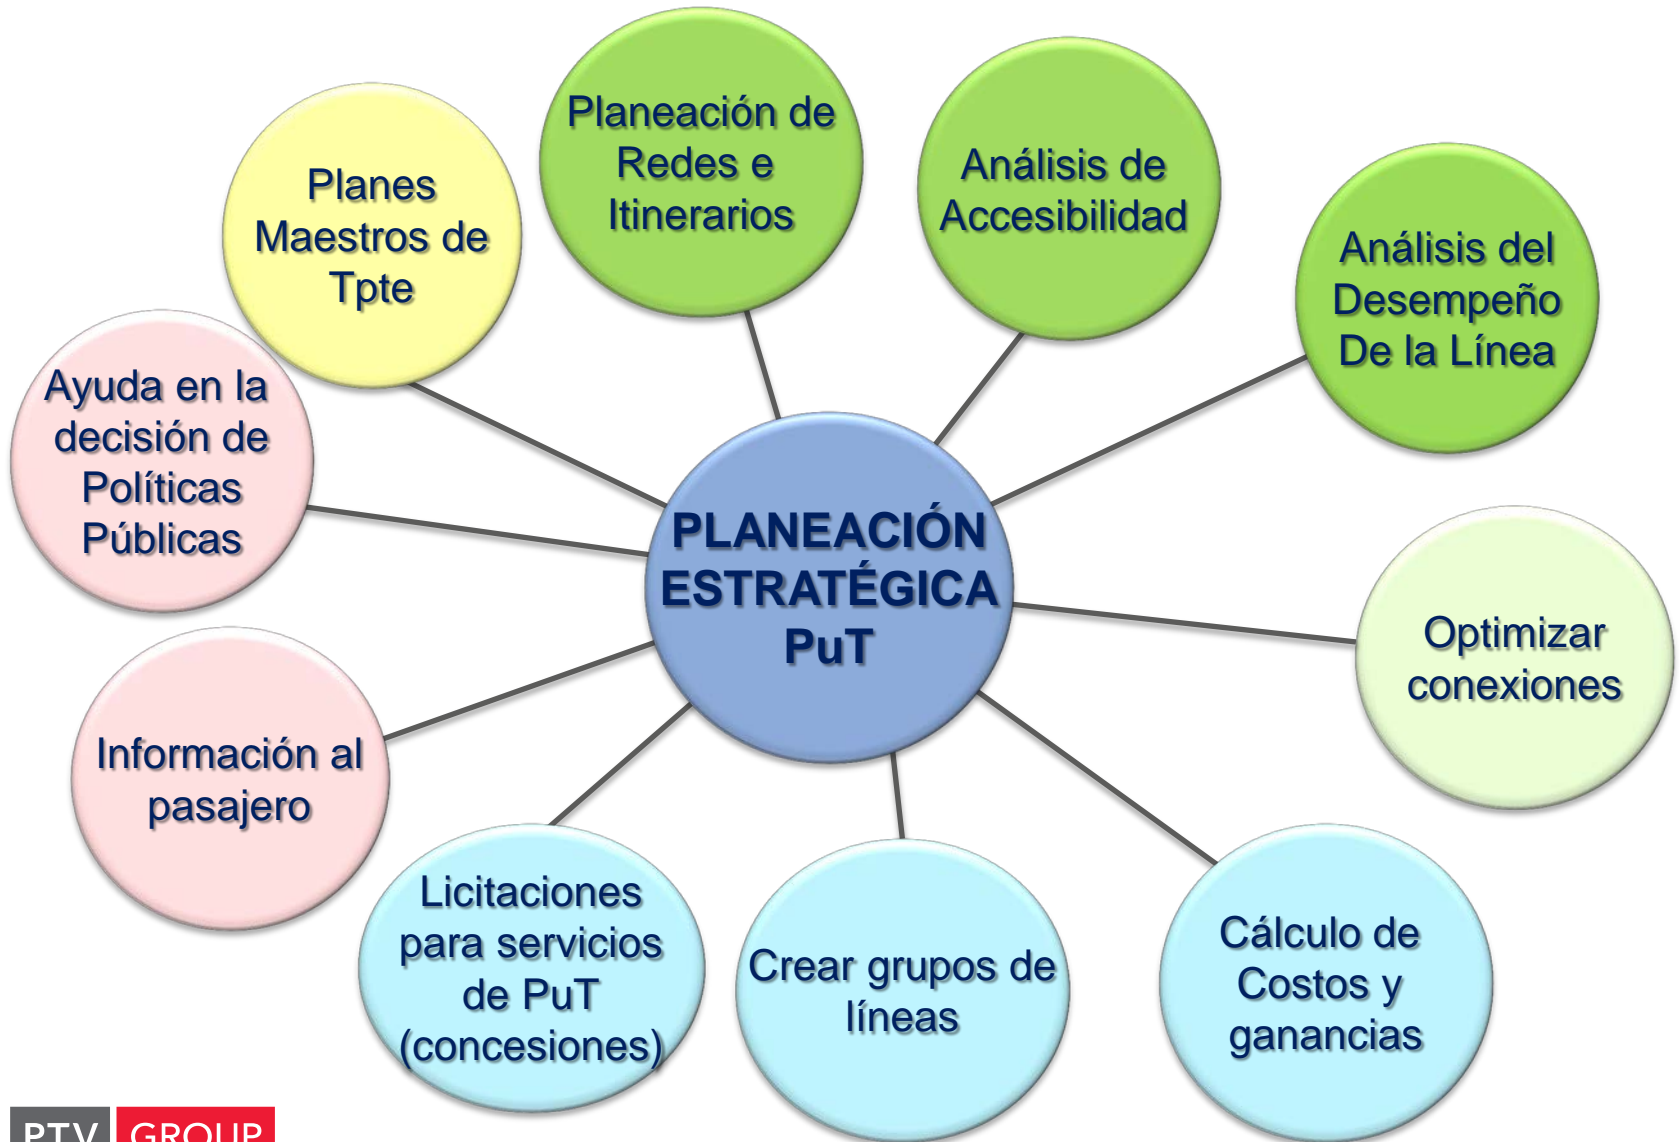 Planeación de
Redes e
Itinerarios
Análisis de
Accesibilidad
Análisis del
Desempeño
De la Línea
Planes
Maestros de
Tpte
Ayuda en la
decisión de
Políticas
Públicas
PLANEACIÓN
ESTRATÉGICA
PuT
Optimizar
conexiones
Información al
pasajero
Licitaciones
para servicios
de PuT
(concesiones)
Crear grupos de
líneas
Cálculo de
Costos y
ganancias
PTV GROUP